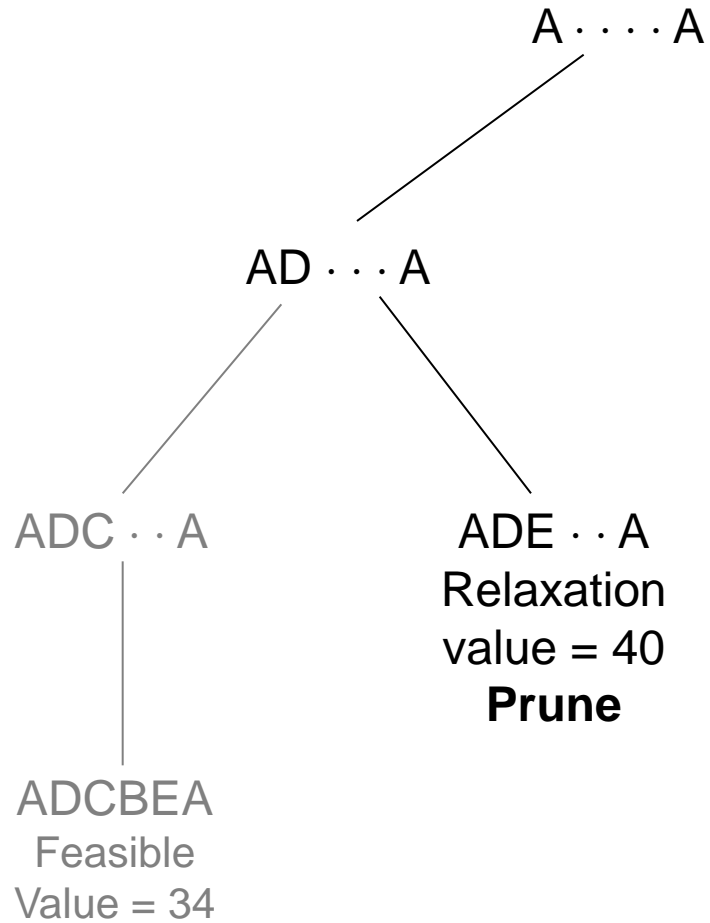 A · · · · A
AD · · · A
ADC · · A
ADE · · A
Relaxation
value = 40
Prune
ADCBEA
Feasible
Value = 34